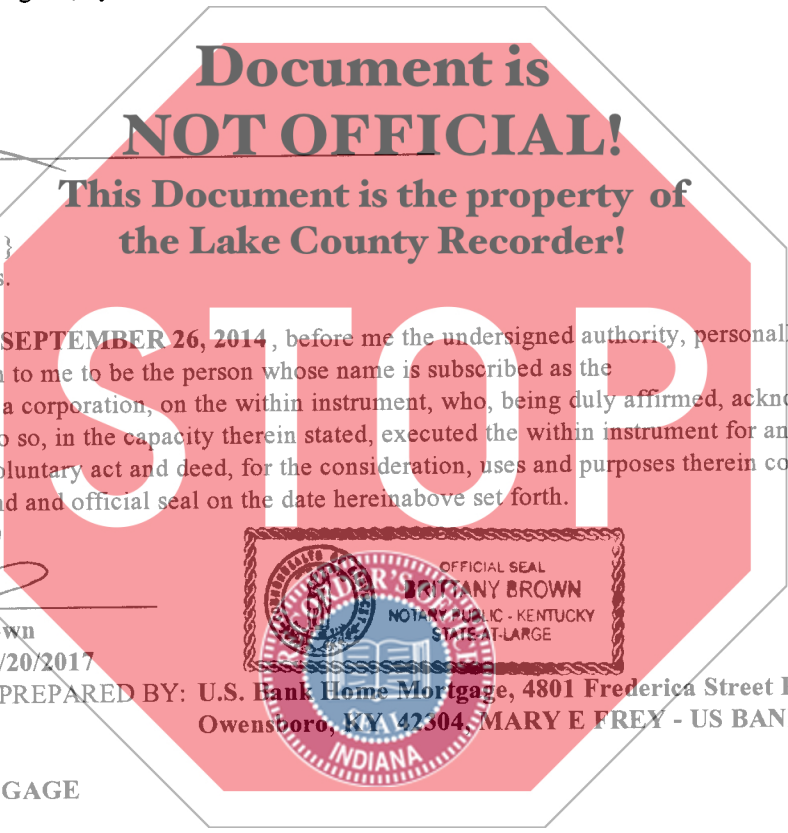 Document is
NOT OFFICIAL!
This Document is the property of
the Lake County Recorder!
}
s.
STOP
SEPTEMBER 26, 2014, before me the undersigned authority, personal
n to me to be the person whose name is subscribed as the
a corporation, on the within instrument, who, being duly affirmed, ackno
o so, in the capacity therein stated, executed the within instrument for an
oluntary act and deed, for the consideration, uses and purposes therein co
nd and official seal on the date hereinabove set forth.
OFFICIAL SEAL
BRITTANY BROWN
NOTARY PUBLIC - KENTUCKY
STATE-AT-LARGE
wn
/20/2017
PREPARED BY: U.S. Bank Home Mortgage, 4801 Frederica Street
Owensboro, KY 42304, MARY E FREY - US BAN
INDIANA
GAGE